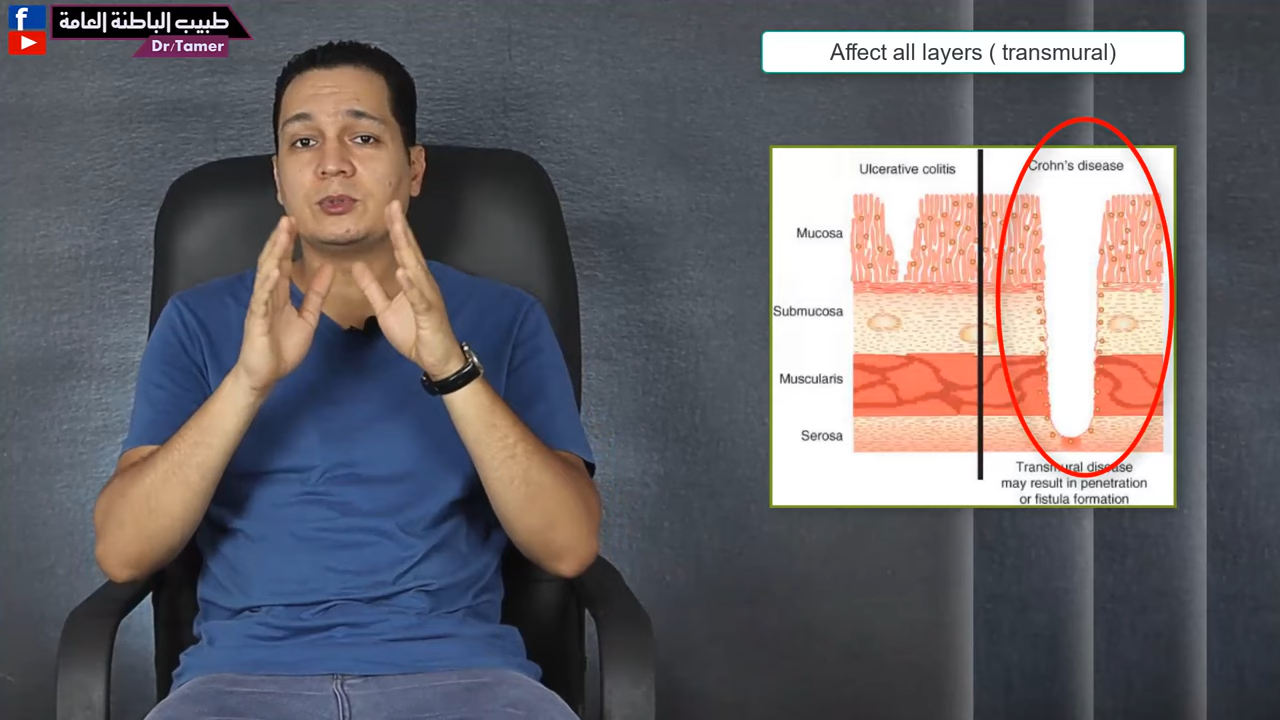 f
طبيب الباطنة العامة
Dr/Tamer
Affect all layers ( transmural)
Ulcerative colitis
Crohn's disease
Mucosa
Submucosa
Muscularis
Serosa
Transmural disease
may result in penetration
or fistula formation